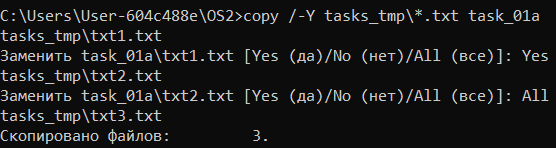 C:\Users\User-604c488e\OS2>copy /-Y tasks_tmp\*.txt task_01a
tasks_tmp\txt1.txt
Заменить task_01a\txt1.txt [Yes (да)/No (нет)/All (все)]: Yes
tasks_tmp\txt2.txt
Заменить task_01a\txt2.txt [Yes (да)/No (нет)/All (все)]: All
tasks_tmp\txt3.txt
Скопировано файлов:         3.